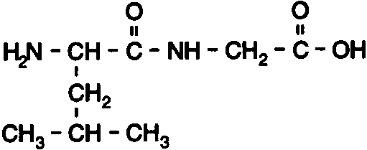 O O
H₂N - CH - C - NH - CH₂ - C - OH
CH₂
CH₃ - CH - CH₃